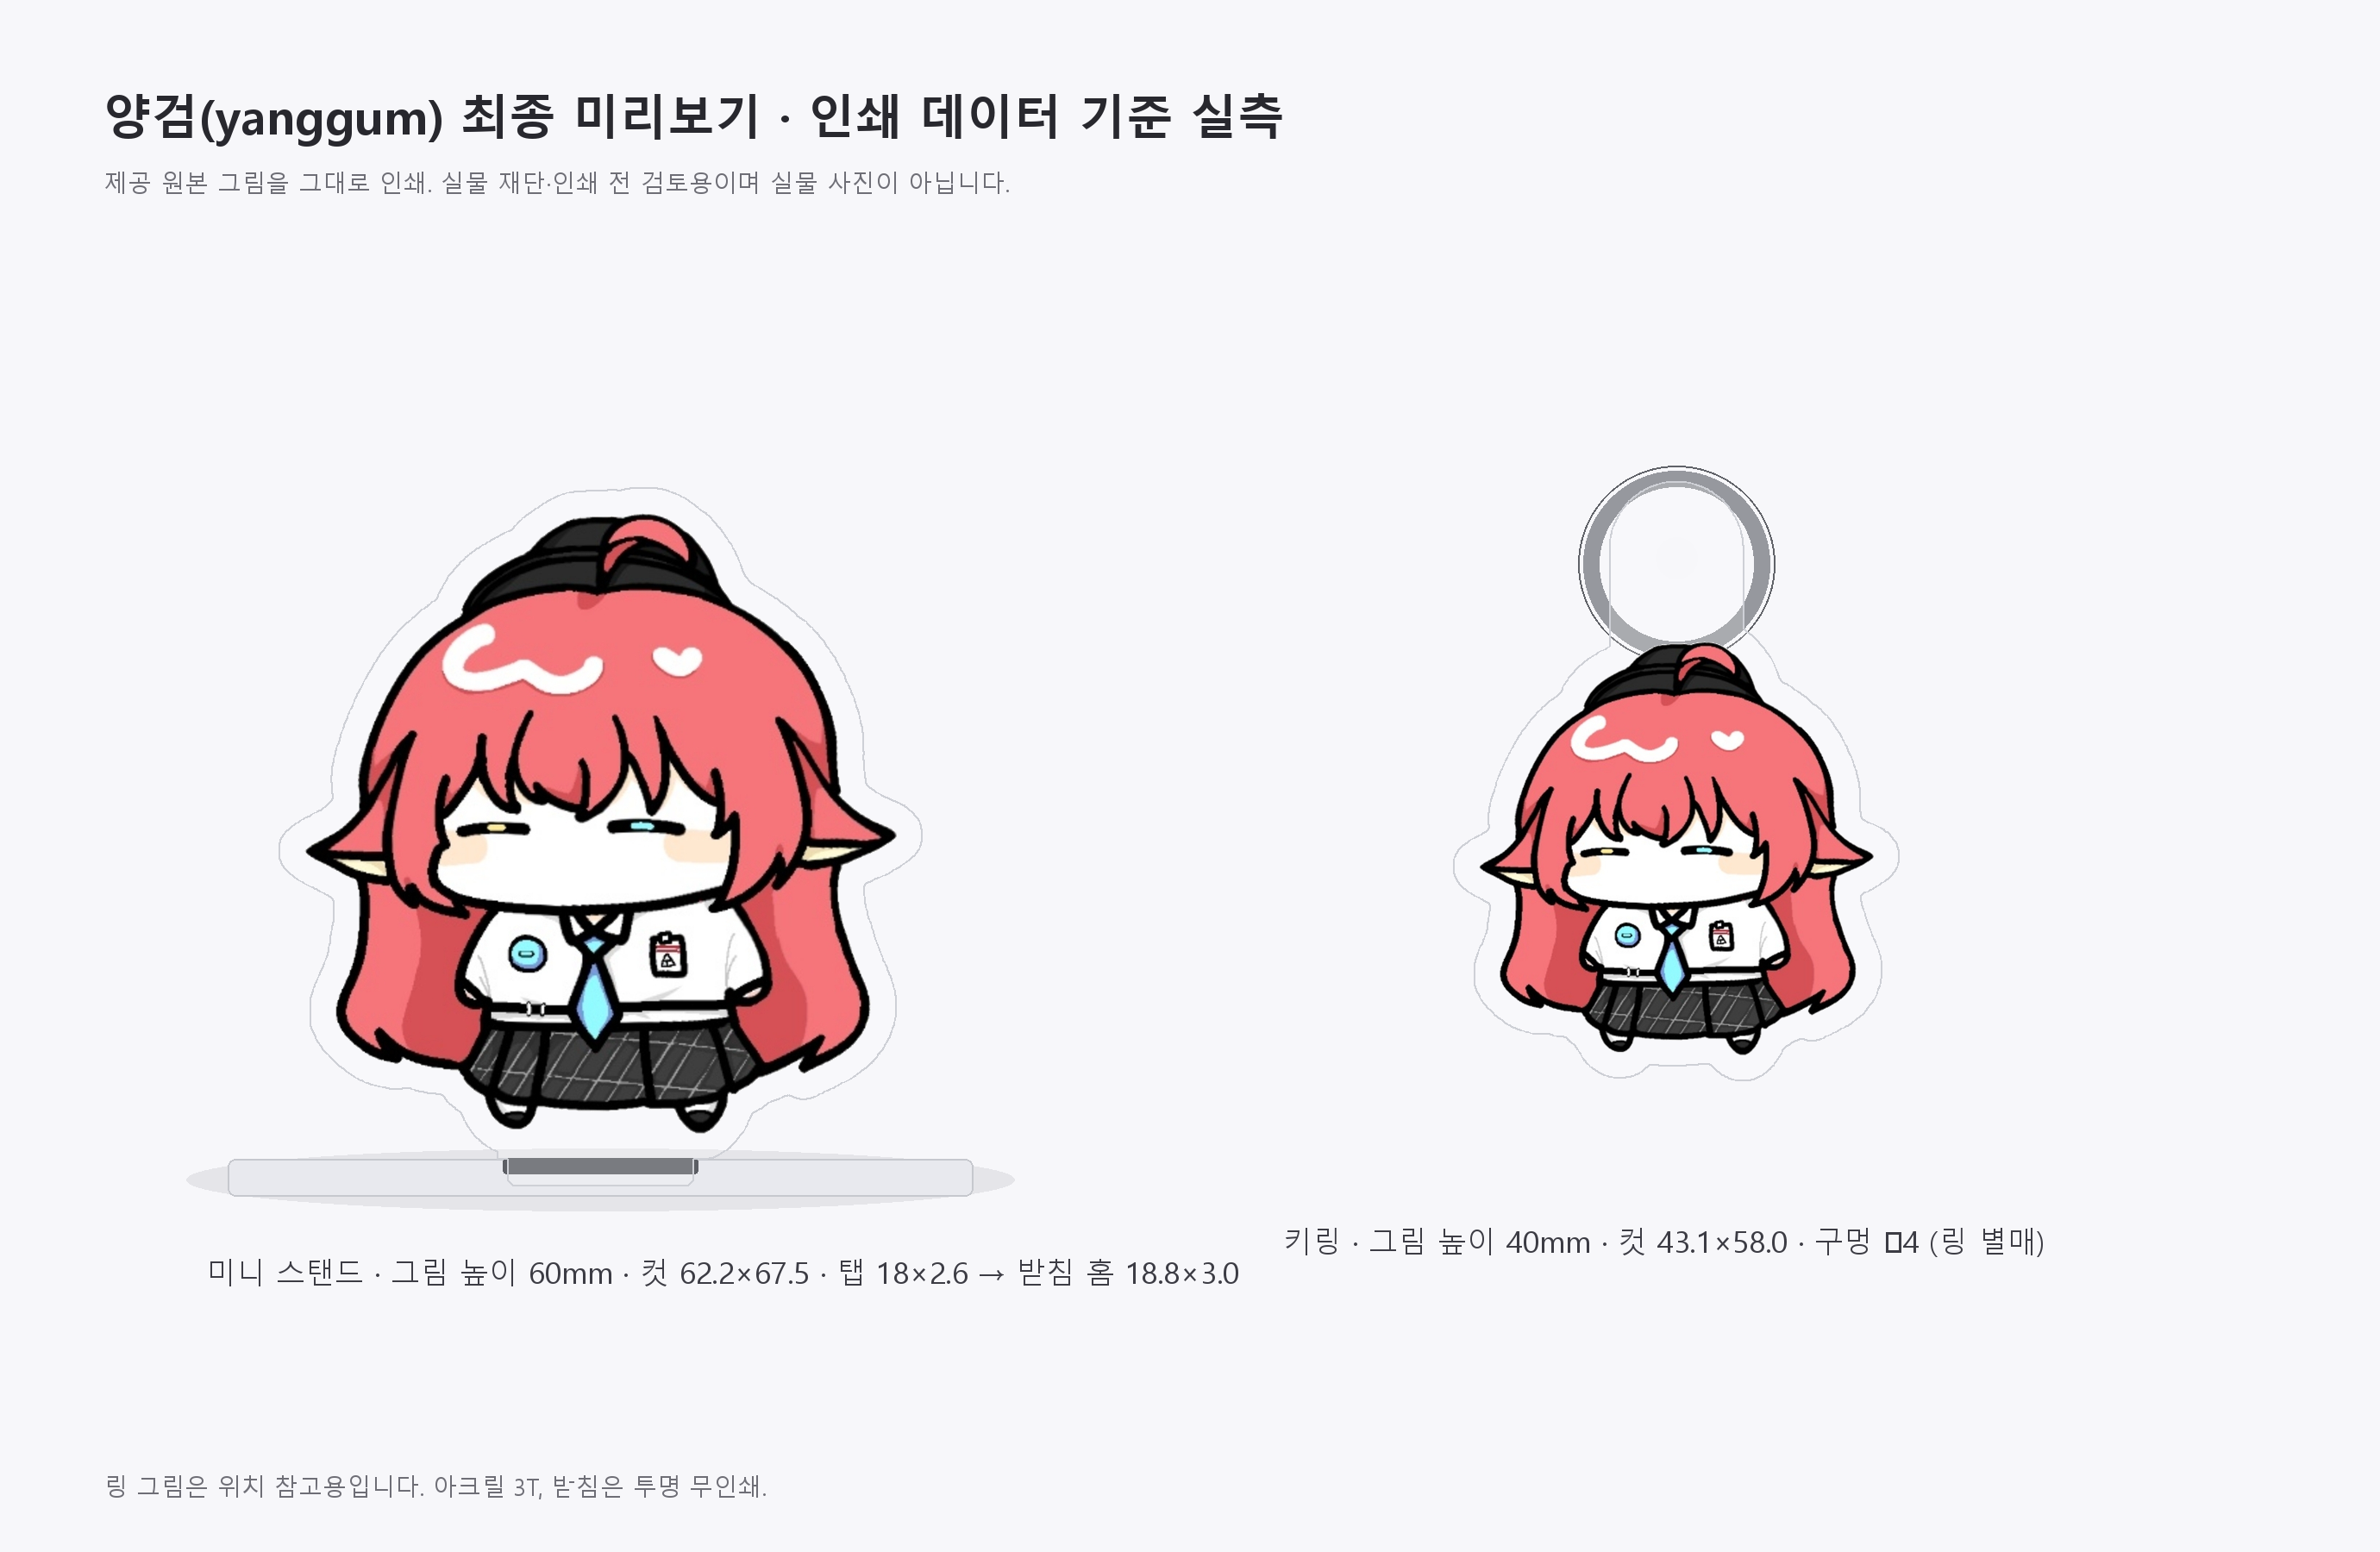 양검(yanggum) 최종 미리보기 · 인쇄 데이터 기준 실측
제공 원본 그림을 그대로 인쇄. 실물 재단·인쇄 전 검토용이며 실물 사진이 아닙니다.
키링 · 그림 높이 40mm · 컷 43.1×58.0 · 구멍 □4 (링 별매)
미니 스탠드 · 그림 높이 60mm · 컷 62.2×67.5 · 탭 18×2.6 → 받침 홈 18.8×3.0
링 그림은 위치 참고용입니다. 아크릴 3T, 받침은 투명 무인쇄.